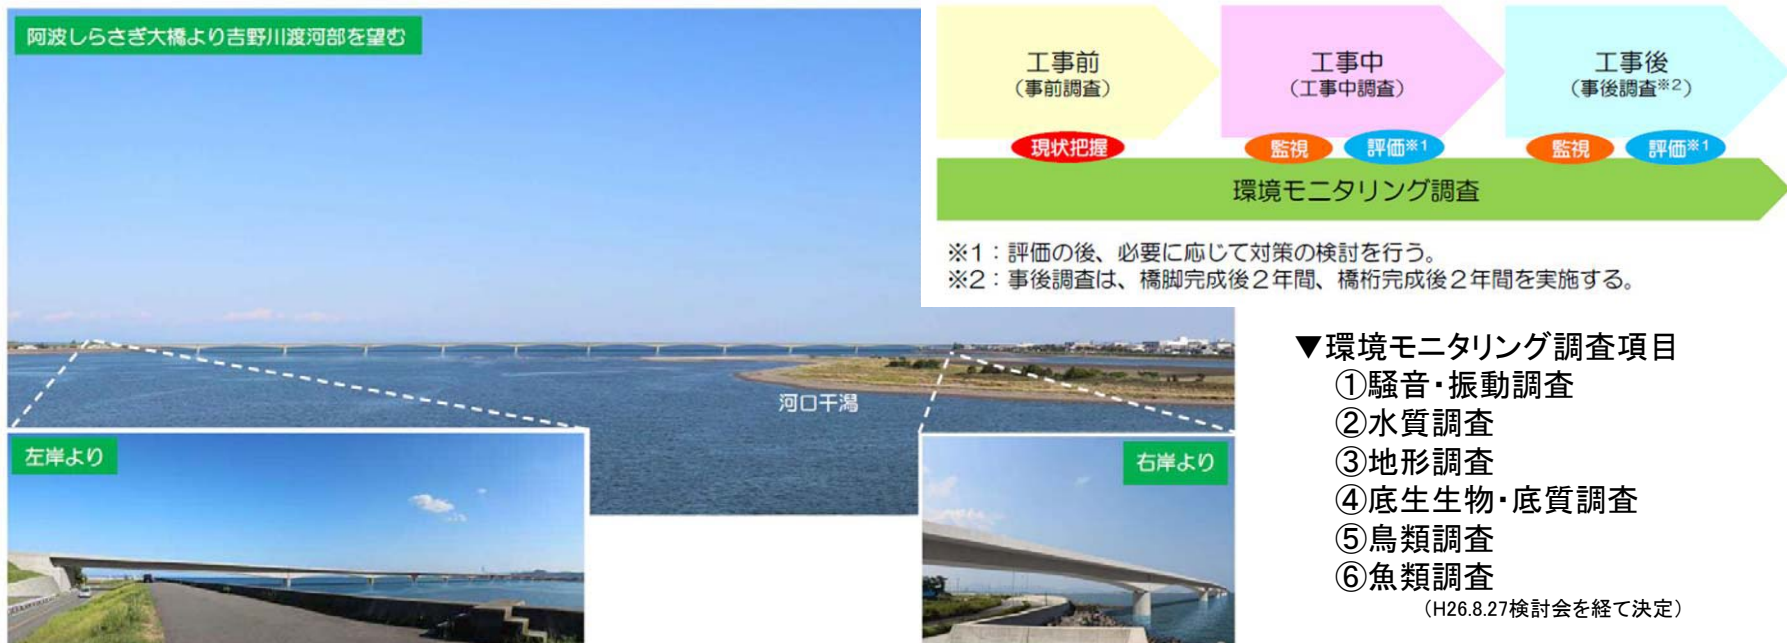 阿波しらさぎ大橋より吉野川渡河部を望む
河口干潟
左岸より
右岸より
工事前
（事前調査）
工事中
（工事中調査）
工事後
（事後調査※2）
現状把握
監視
評価※1
監視
評価※1
環境モニタリング調査
※1：評価の後、必要に応じて対策の検討を行う。
※2：事後調査は、橋脚完成後２年間、橋桁完成後２年間を実施する。
▼環境モニタリング調査項目
①騒音･振動調査
②水質調査
③地形調査
④底生生物･底質調査
⑤鳥類調査
⑥魚類調査
（H26.8.27検討会を経て決定）